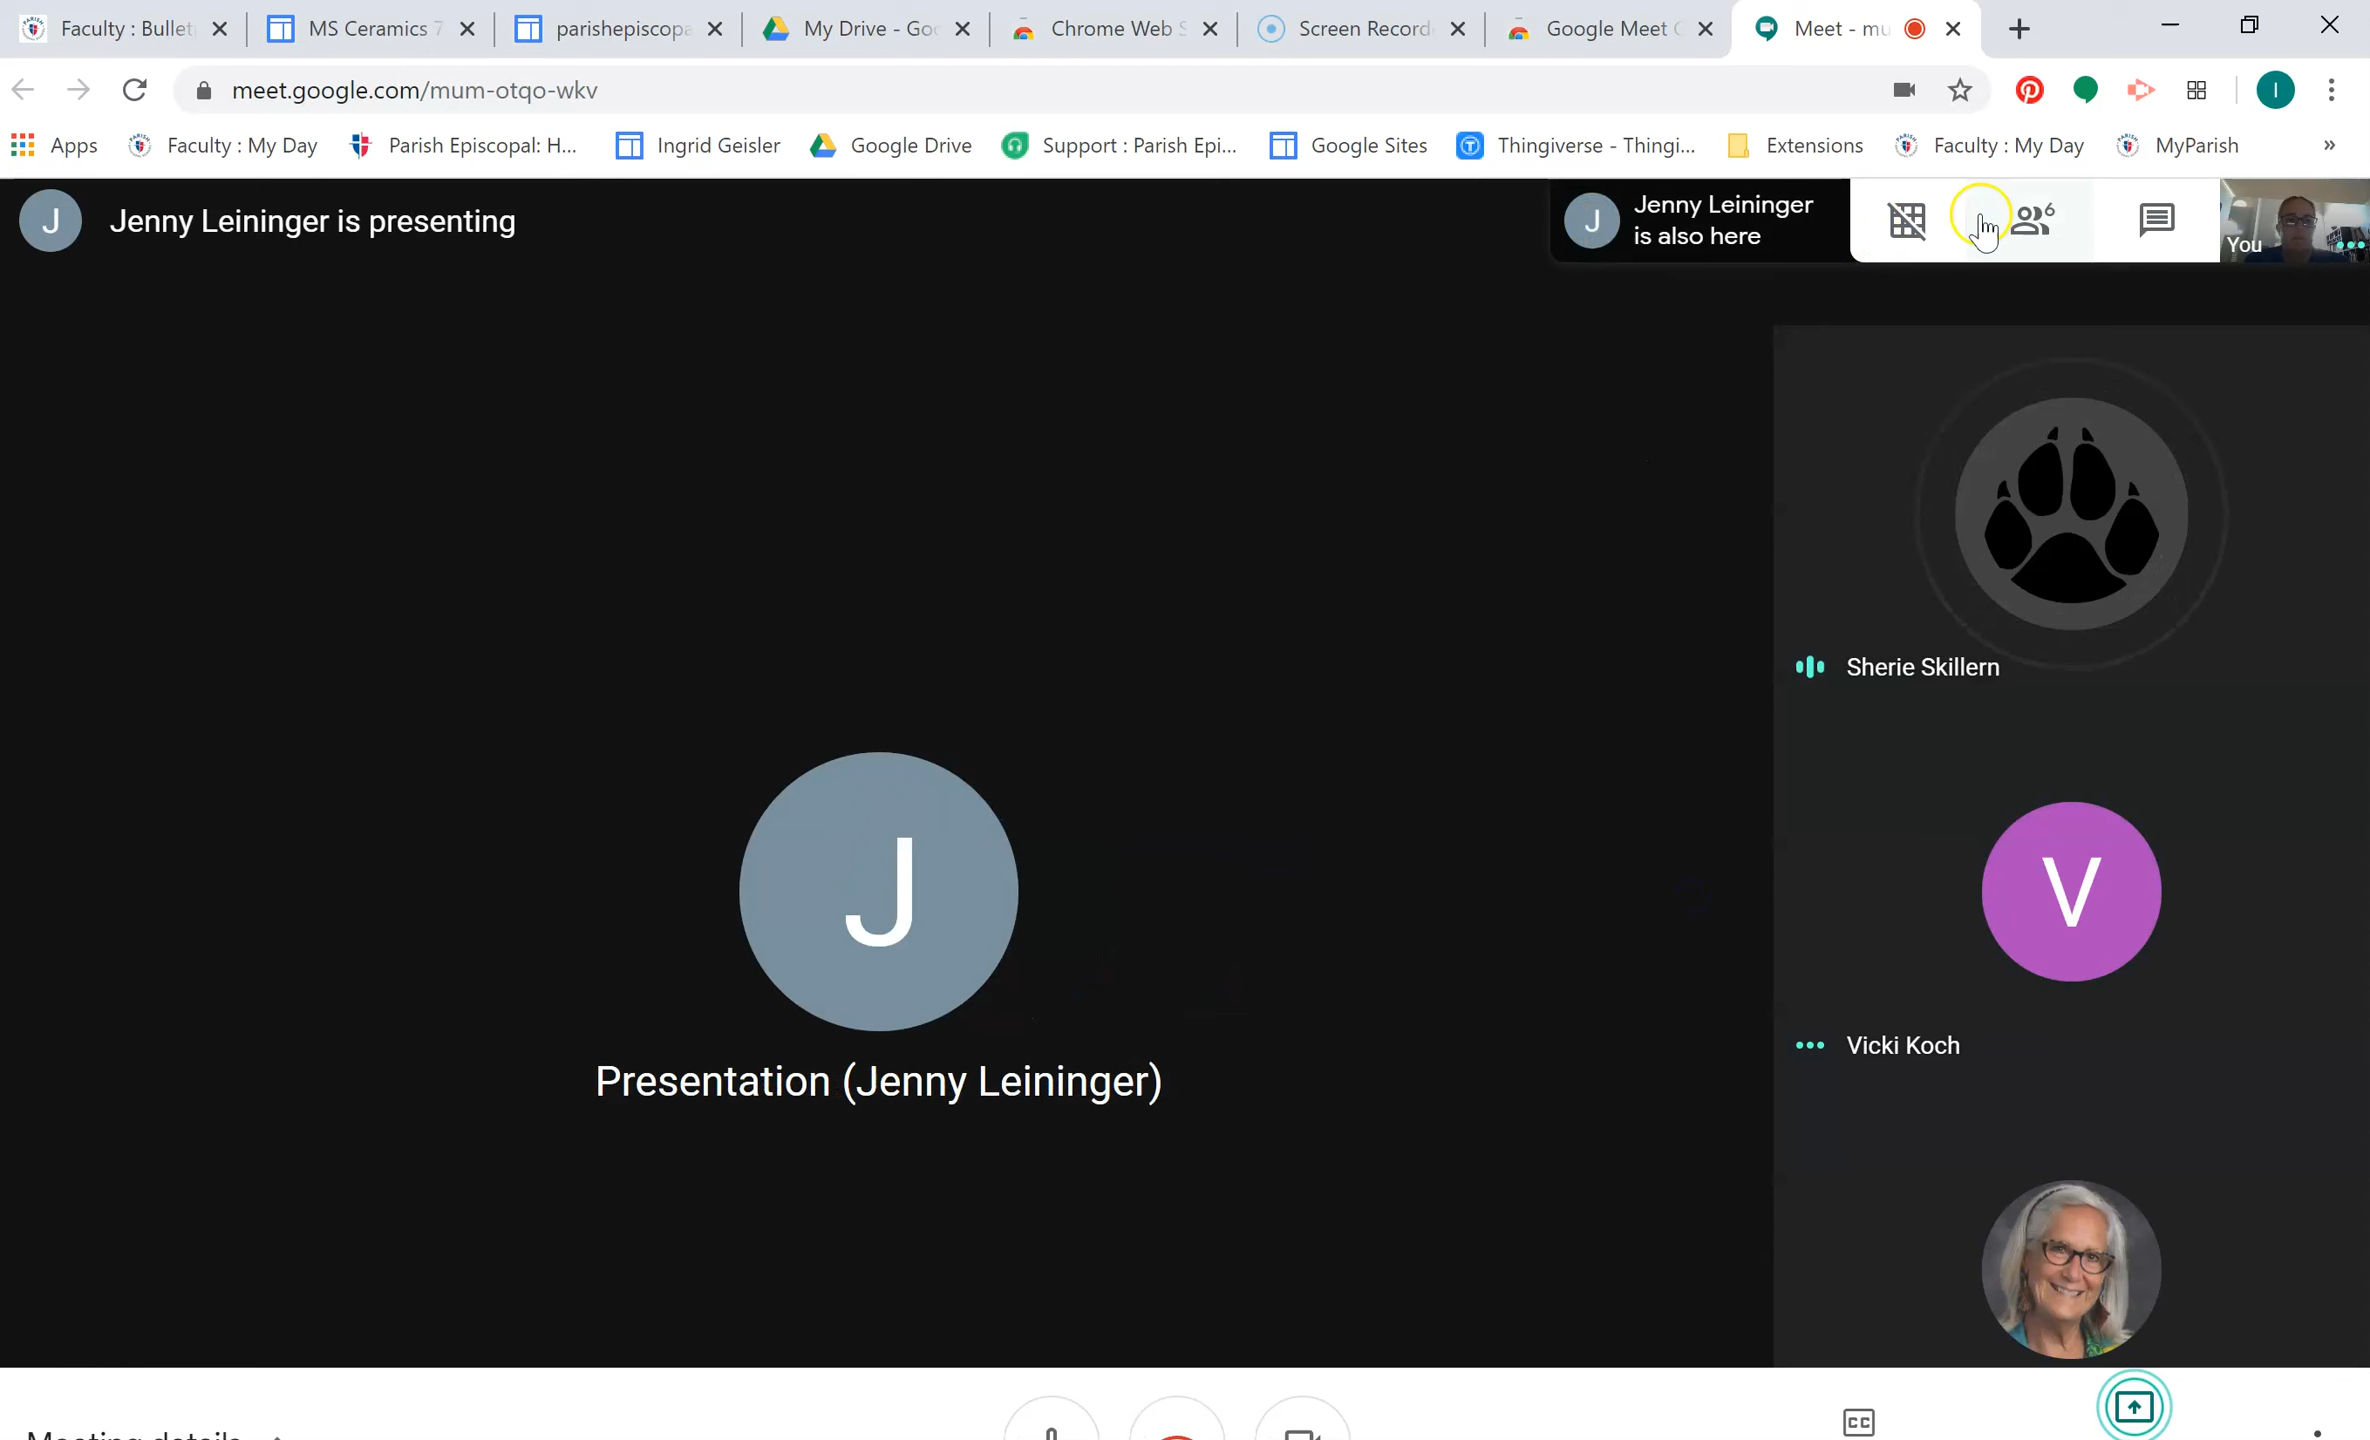 Faculty : Bullet
MS Ceramics 7
parishepiscopa
My Drive - Goo
Chrome Web S
Screen Record
Google Meet G
Meet - mu
meet.google.com/mum-otqo-wkv
I
Apps
Faculty : My Day
Parish Episcopal: H...
Ingrid Geisler
Google Drive
Support : Parish Epi...
Google Sites
Thingiverse - Thingi...
Extensions
Faculty : My Day
MyParish
»
J
Jenny Leininger is presenting
J
Jenny Leininger
is also here
6
You
Sherie Skillern
J
V
Presentation (Jenny Leininger)
Vicki Koch
CC
Meeting details